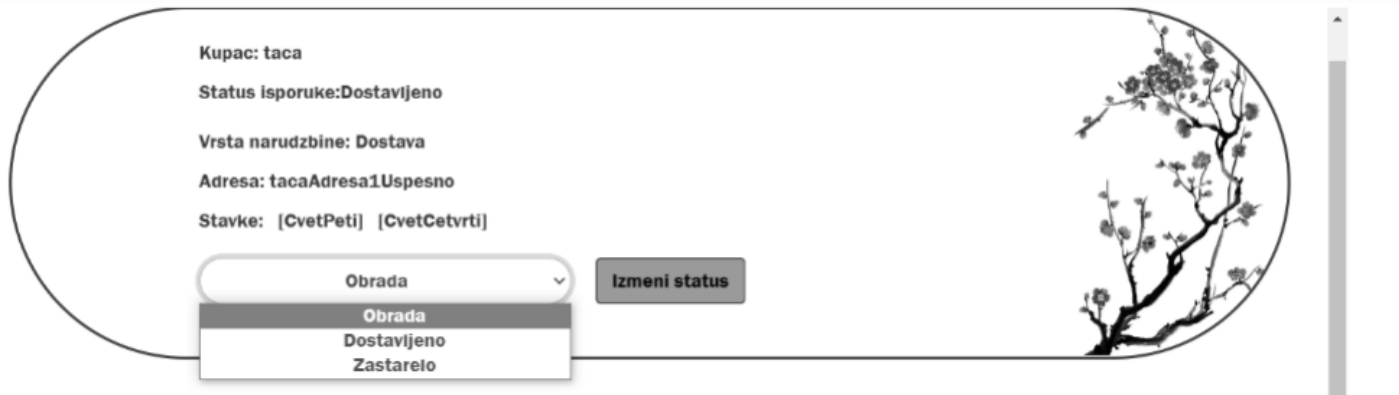 Kupac: taca
Status isporuke:Dostavljeno
Vrsta narudzbine: Dostava
Adresa: tacaAdresa1Uspesno
Stavke: [CvetPeti] [CvetCetvrti]
Obrada
Izmeni status
Obrada
Dostavljeno
Zastarelo